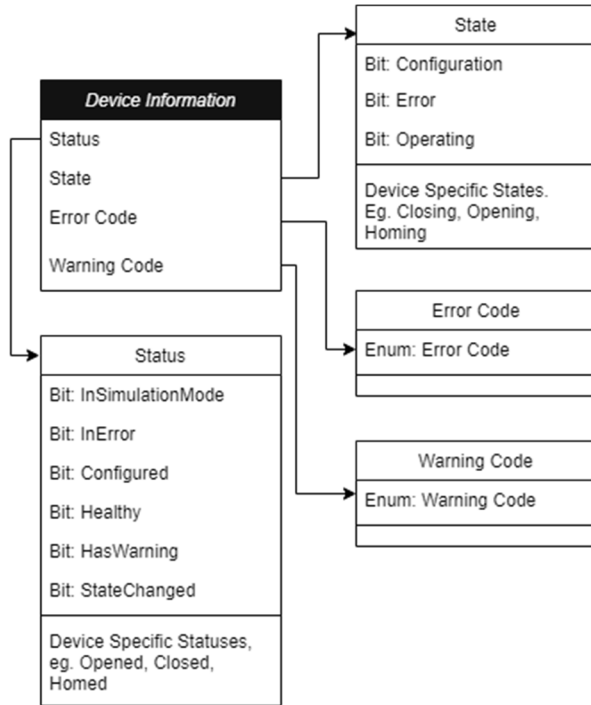 Device Information
Status
State
Error Code
Warning Code
State
Bit: Configuration
Bit: Error
Bit: Operating
Device Specific States.
Eg. Closing, Opening,
Homing
Error Code
Enum: Error Code
Warning Code
Enum: Warning Code
Status
Bit: InSimulationMode
Bit: InError
Bit: Configured
Bit: Healthy
Bit: HasWarning
Bit: StateChanged
Device Specific Statuses,
eg. Opened, Closed,
Homed